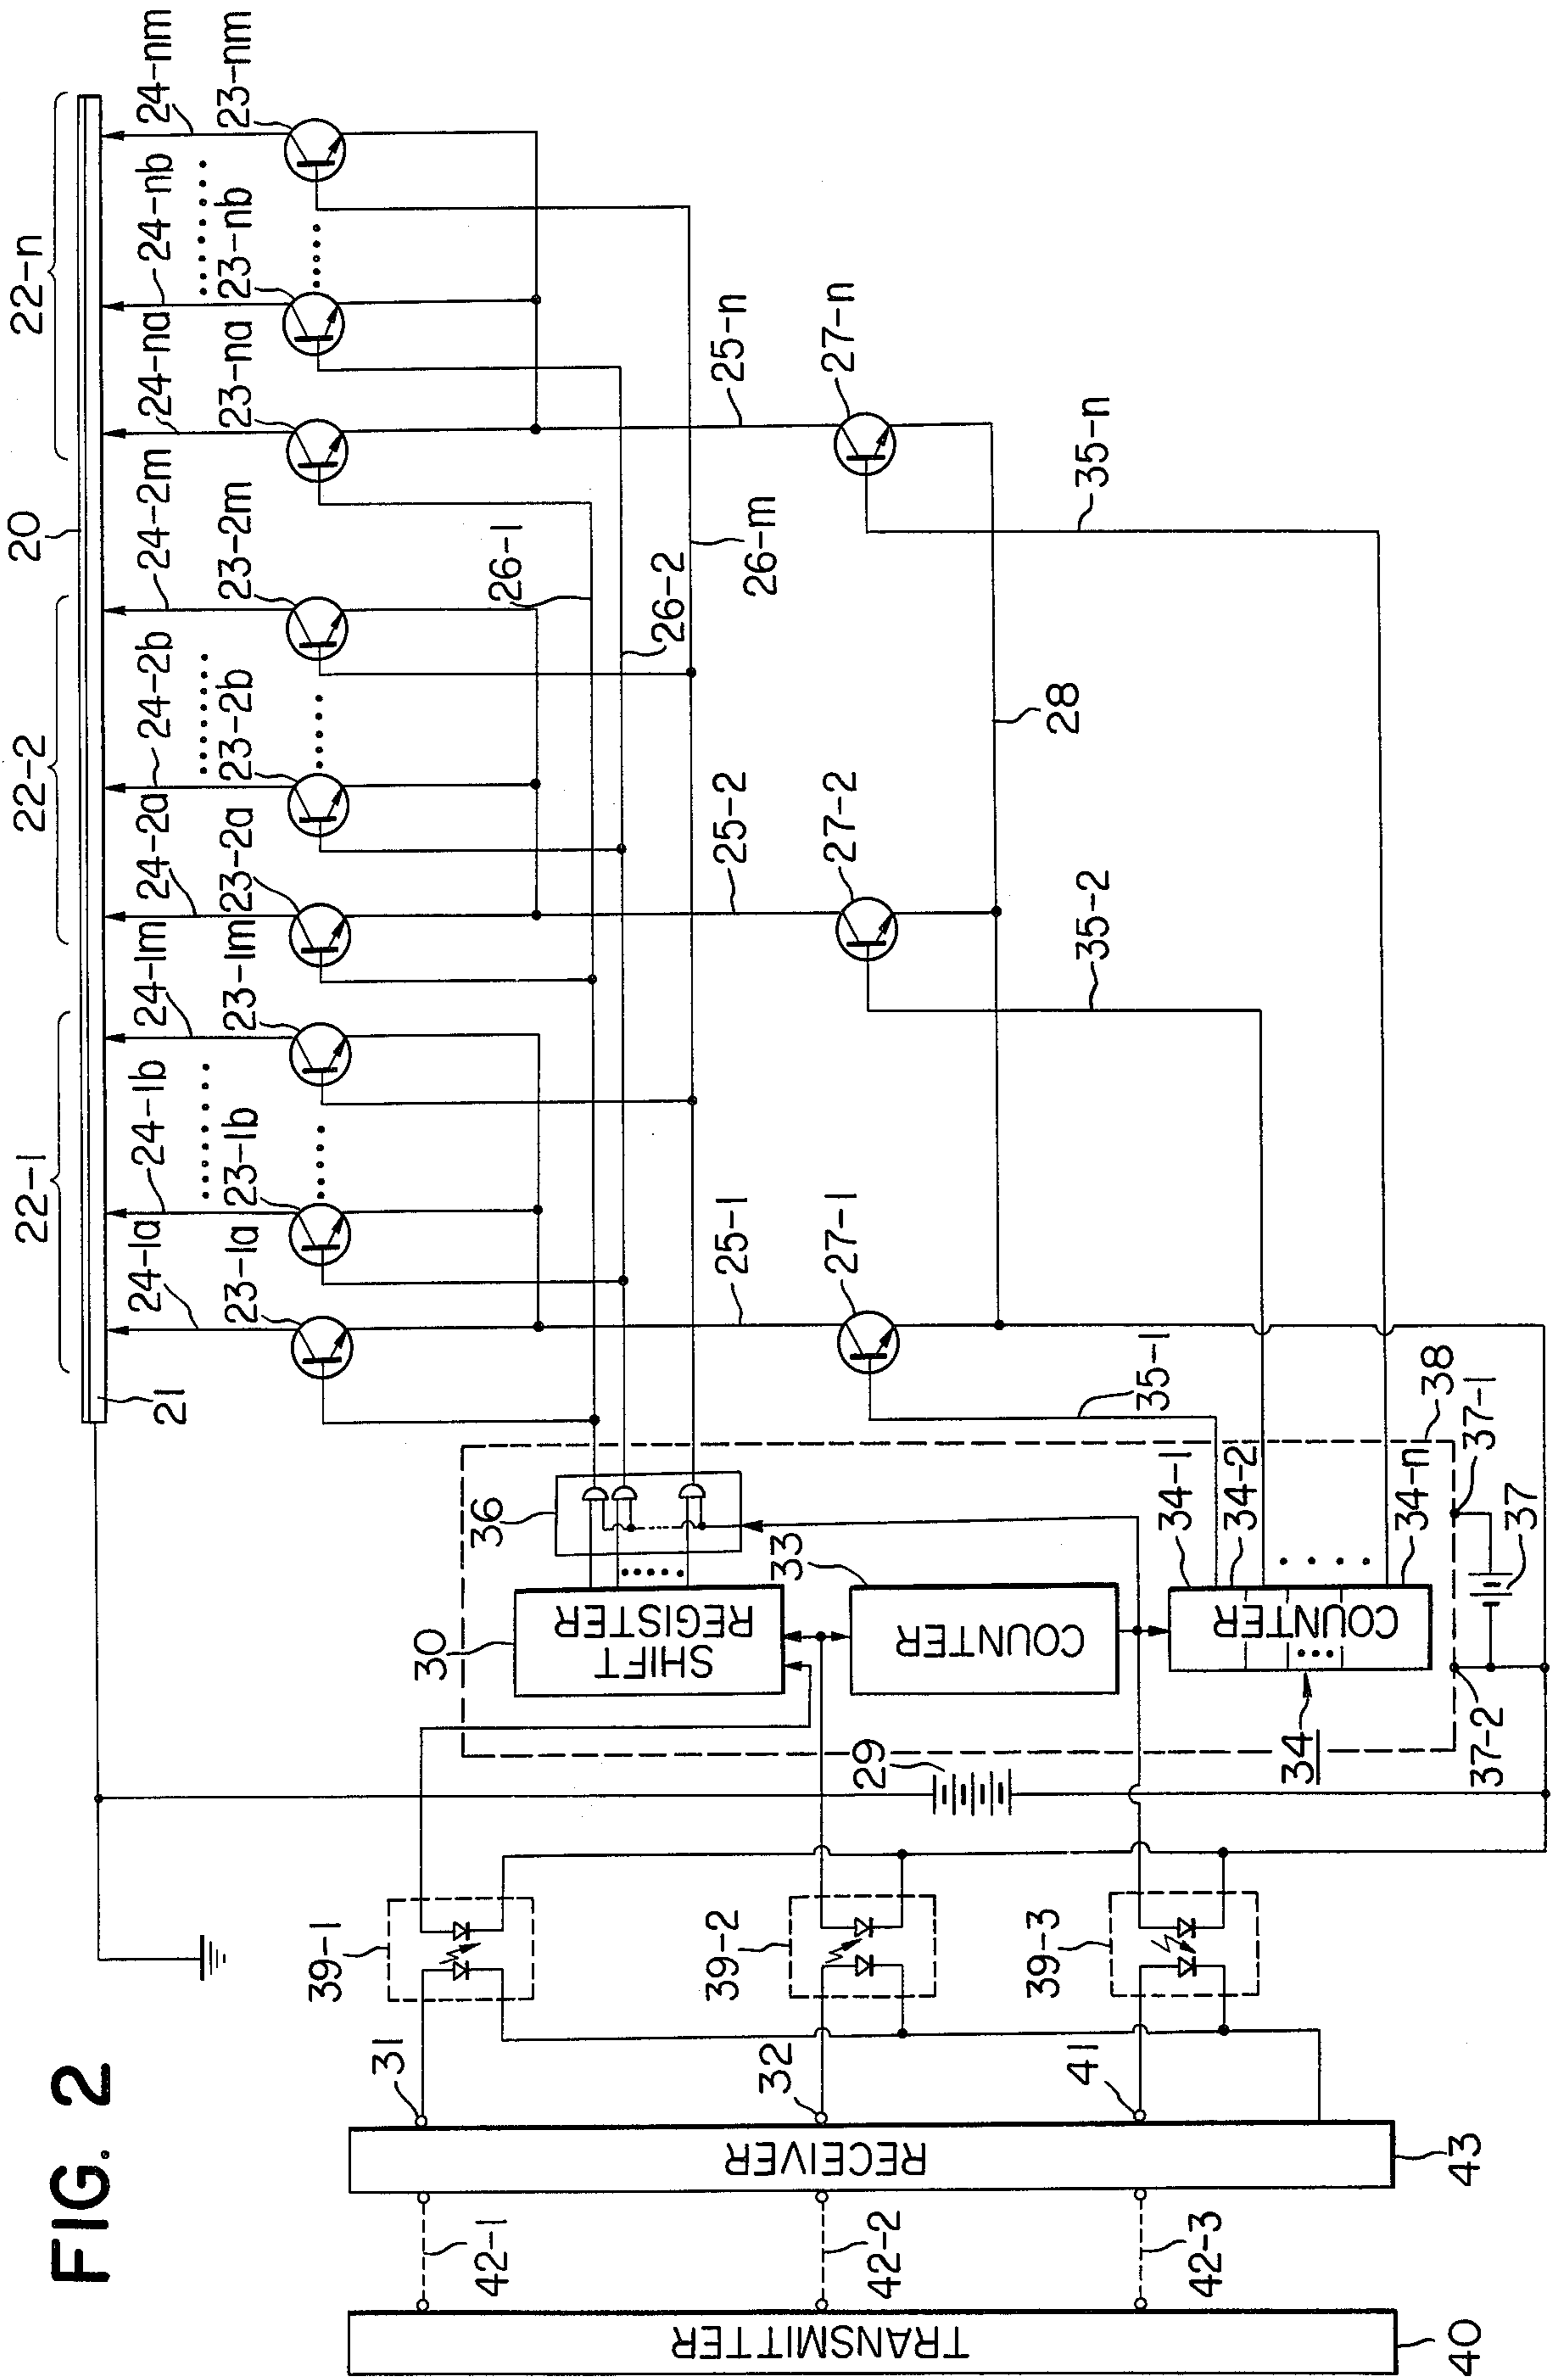 FIG. 2
20
22-1
22-2
22-n
21
24-1a
24-1b
24-1m
24-2a
24-2b
24-2m
24-na
24-nb
24-nm
23-1a
23-1b
23-1m
23-2a
23-2b
23-2m
23-na
23-nb
23-nm
26-1
26-2
26-m
25-1
25-2
25-n
27-1
27-2
27-n
28
35-1
35-2
35-n
36
30
SHIFT
REGISTER
33
COUNTER
34-1
34-2
34-n
COUNTER
34
38
37-1
37
37-2
29
39-1
39-2
39-3
31
32
41
RECEIVER
43
42-1
42-2
42-3
TRANSMITTER
40